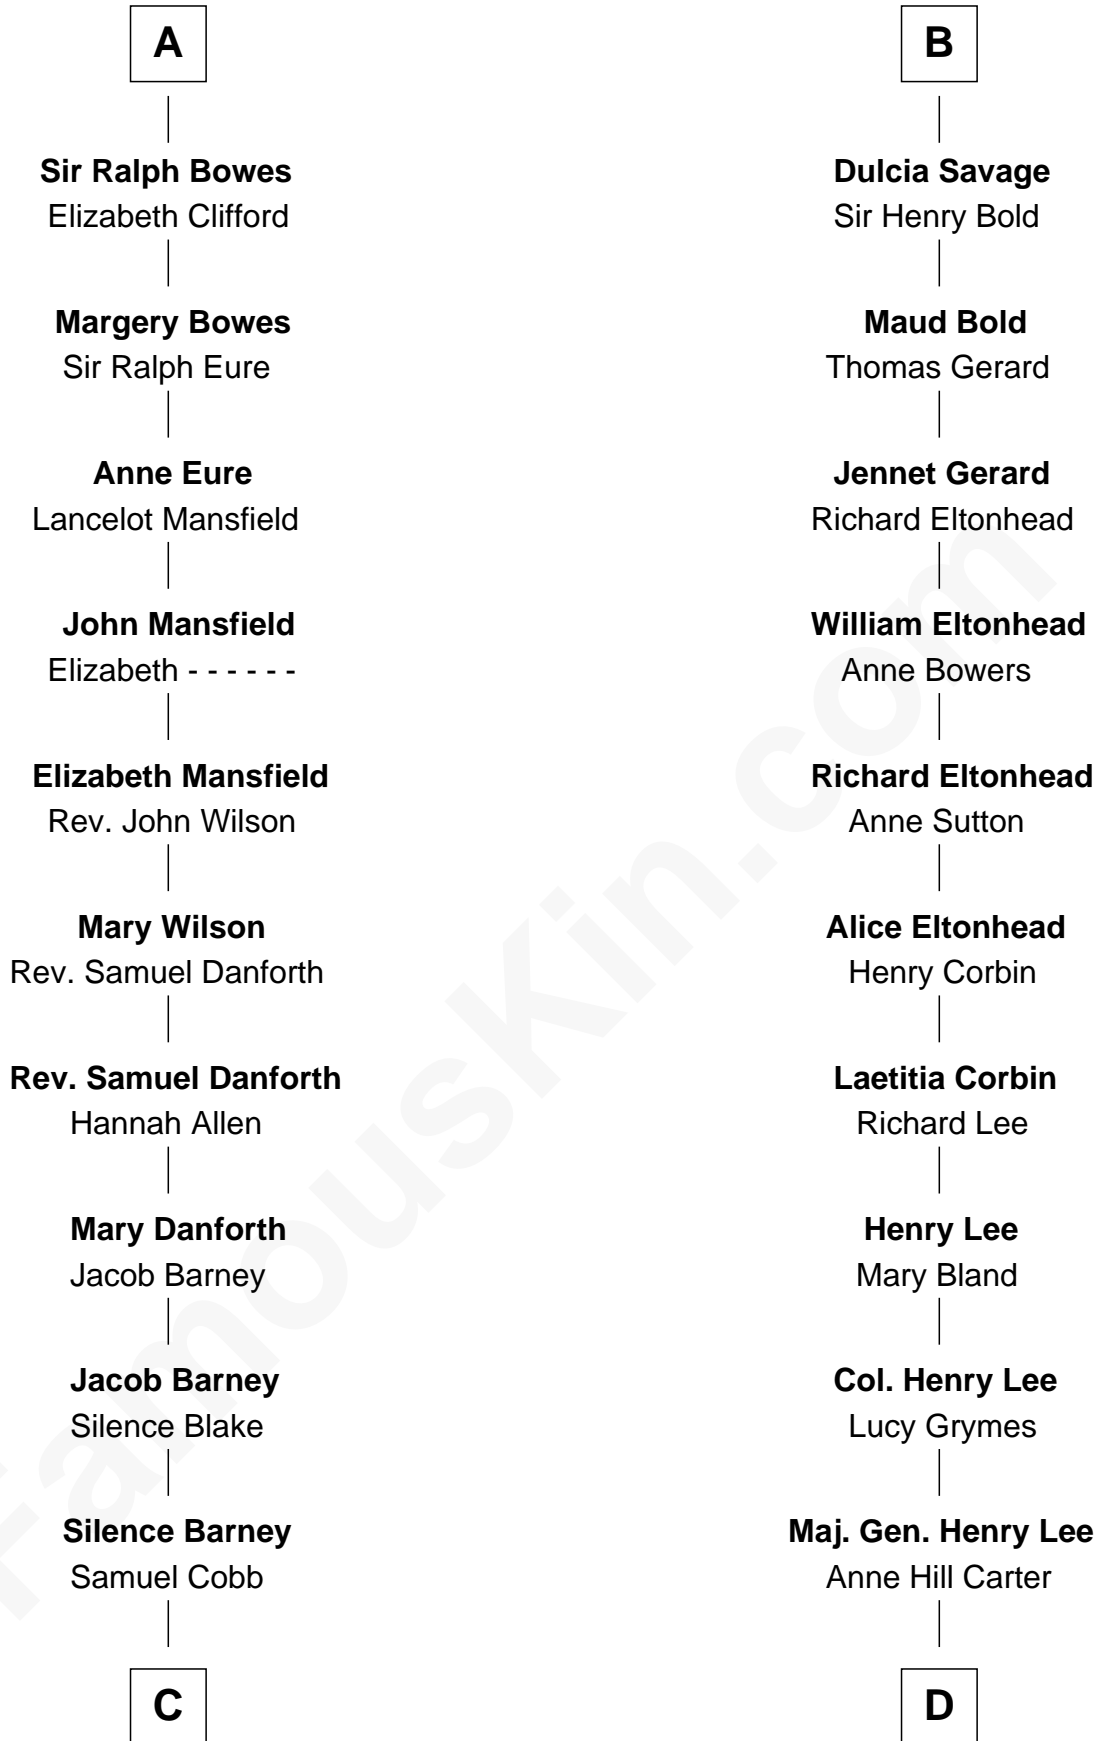 A
Sir Ralph Bowes
Elizabeth Clifford
Margery Bowes
Sir Ralph Eure
Anne Eure
Lancelot Mansfield
John Mansfield
Elizabeth - - - - - -
Elizabeth Mansfield
Rev. John Wilson
Mary Wilson
Rev. Samuel Danforth
Rev. Samuel Danforth
Hannah Allen
Mary Danforth
Jacob Barney
Jacob Barney
Silence Blake
Silence Barney
Samuel Cobb
C
B
Dulcia Savage
Sir Henry Bold
Maud Bold
Thomas Gerard
Jennet Gerard
Richard Eltonhead
William Eltonhead
Anne Bowers
Richard Eltonhead
Anne Sutton
Alice Eltonhead
Henry Corbin
Laetitia Corbin
Richard Lee
Henry Lee
Mary Bland
Col. Henry Lee
Lucy Grymes
Maj. Gen. Henry Lee
Anne Hill Carter
D
FamousKin.com